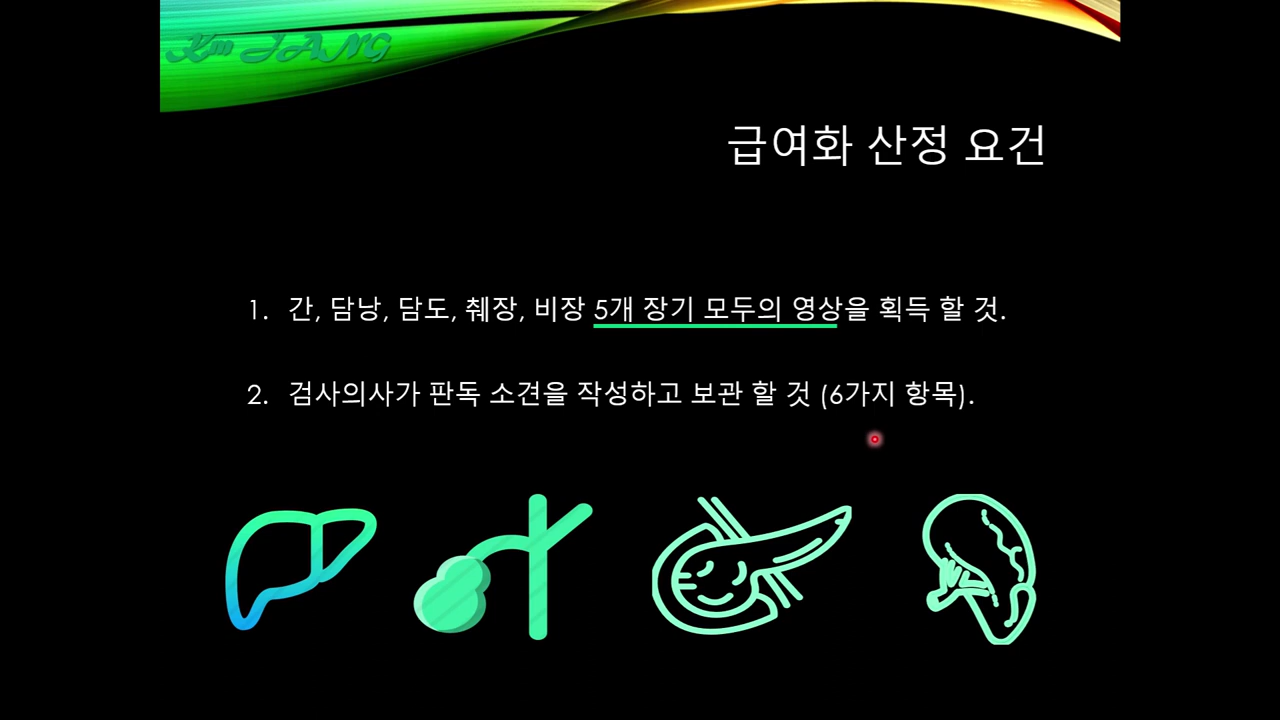 Km JANG
급여화 산정 요건
1. 간, 담낭, 담도, 췌장, 비장 5개 장기 모두의 영상을 획득 할 것.
2. 검사의사가 판독 소견을 작성하고 보관 할 것 (6가지 항목).